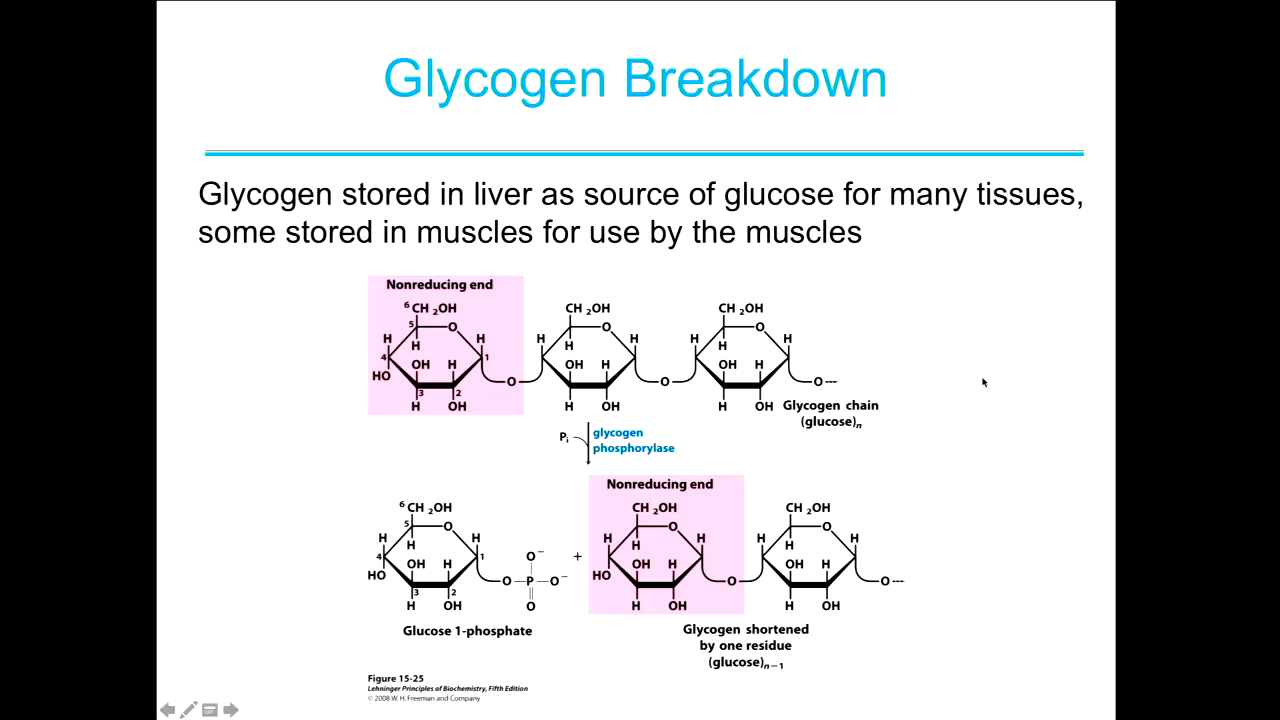 Glycogen Breakdown
Glycogen stored in liver as source of glucose for many tissues,
some stored in muscles for use by the muscles
Nonreducing end
6 CH2OH CH2OH CH2OH
5 O O O
H H H H H H
H H H
4 OH H 1 OH H OH H
HO O O O
3 2
H OH H OH H OH Glycogen chain
(glucose)n
Pi glycogen
phosphorylase
Nonreducing end
6 CH2OH CH2OH CH2OH
5 O O O
H H H H H H
H H H
4 1 O− +
OH H OH H OH H
HO O P O− HO O O
3 2 O
H OH H OH H OH
Glucose 1-phosphate Glycogen shortened
by one residue
(glucose)n−1
Figure 15-25
Lehninger Principles of Biochemistry, Fifth Edition
© 2008 W. H. Freeman and Company